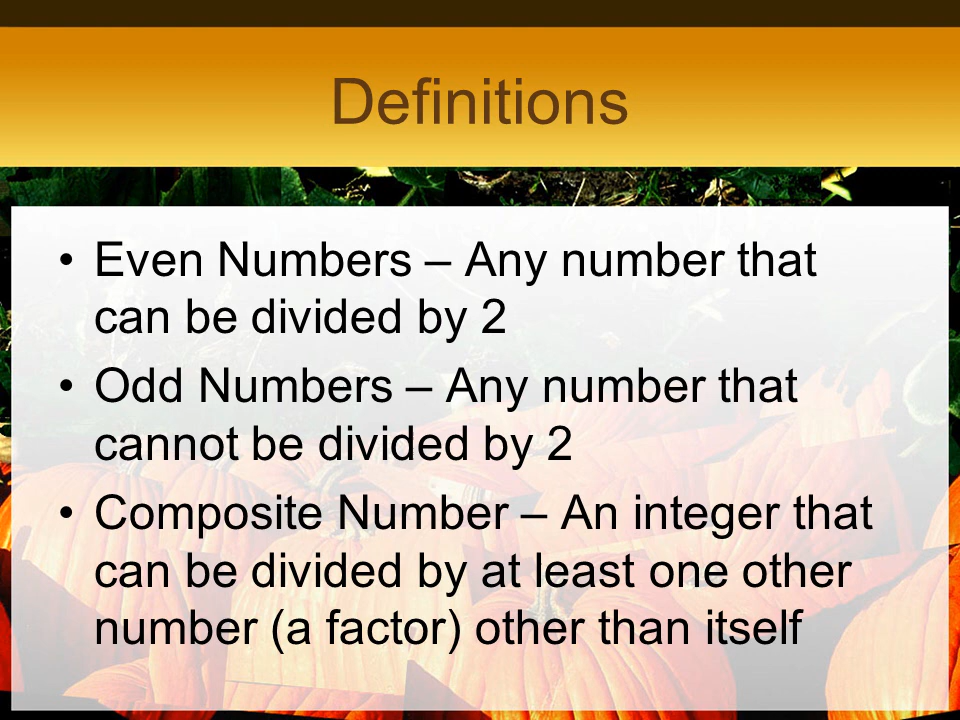 Definitions
• Even Numbers – Any number that
can be divided by 2
• Odd Numbers – Any number that
cannot be divided by 2
• Composite Number – An integer that
can be divided by at least one other
number (a factor) other than itself